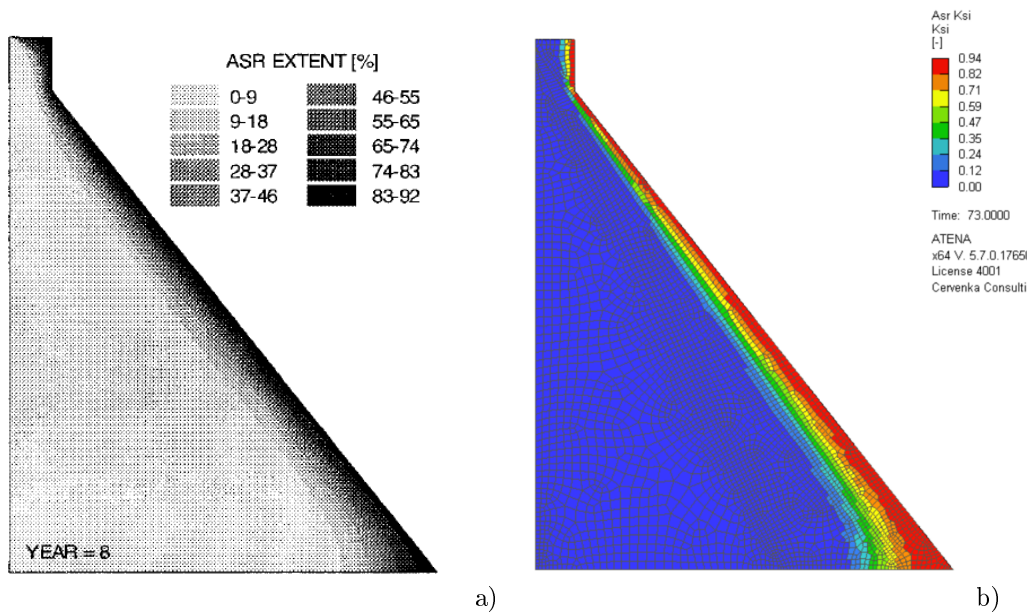 ASR EXTENT [%]
0-9 46-55
9-18 55-65
18-28 65-74
28-37 74-83
37-46 83-92
YEAR = 8
a)
Asr Ksi
Ksi
[-]
0.94
0.82
0.71
0.59
0.47
0.35
0.24
0.12
0.00
Time: 73.0000
ATENA
x64 V. 5.7.0.1765
License 4001
Cervenka Consulti
b)